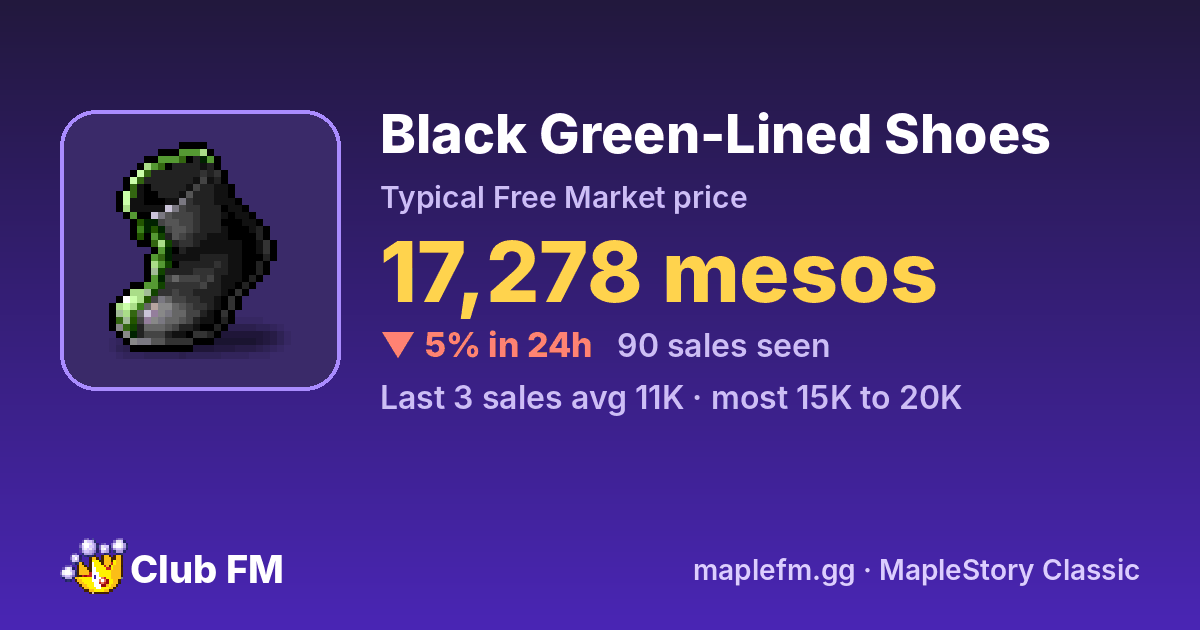 Black Green-Lined Shoes
Typical Free Market price
17,278 mesos
▼ 5% in 24h 90 sales seen
Last 3 sales avg 11K · most 15K to 20K
Club FM
maplefm.gg · MapleStory Classic